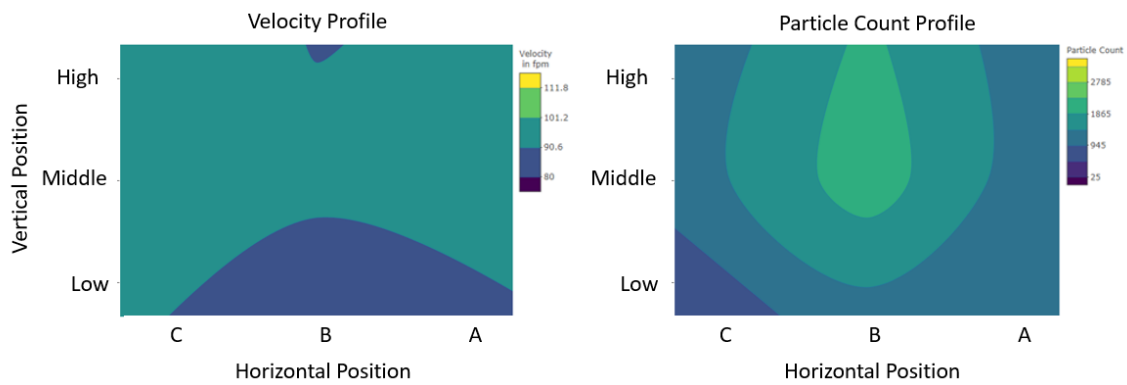 Velocity Profile
Velocity
in fpm
111.8
101.2
90.6
80
High
Middle
Low
Vertical Position
C B A
Horizontal Position
Particle Count Profile
Particle Count
2785
1865
945
25
High
Middle
Low
C B A
Horizontal Position